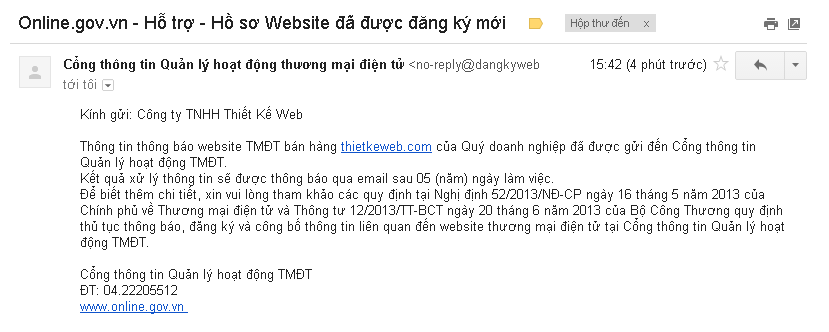 Online.gov.vn - Hỗ trợ - Hồ sơ Website đã được đăng ký mới
Hộp thư đến x
Cổng thông tin Quản lý hoạt động thương mại điện tử <no-reply@dangkyweb
15:42 (4 phút trước)
tới tôi
Kính gửi: Công ty TNHH Thiết Kế Web
Thông tin thông báo website TMĐT bán hàng thietkeweb.com của Quý doanh nghiệp đã được gửi đến Cổng thông tin
Quản lý hoạt động TMĐT.
Kết quả xử lý thông tin sẽ được thông báo qua email sau 05 (năm) ngày làm việc.
Để biết thêm chi tiết, xin vui lòng tham khảo các quy định tại Nghị định 52/2013/NĐ-CP ngày 16 tháng 5 năm 2013 của
Chính phủ về Thương mại điện tử và Thông tư 12/2013/TT-BCT ngày 20 tháng 6 năm 2013 của Bộ Công Thương quy định
thủ tục thông báo, đăng ký và công bố thông tin liên quan đến website thương mại điện tử tại Cổng thông tin Quản lý hoạt
động TMĐT.
Cổng thông tin Quản lý hoạt động TMĐT
ĐT: 04.22205512
www.online.gov.vn